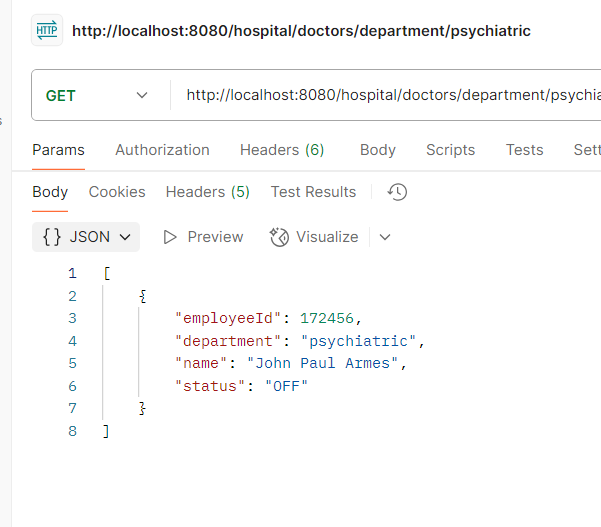 HTTP http://localhost:8080/hospital/doctors/department/psychiatric
GET http://localhost:8080/hospital/doctors/department/psychia
Params Authorization Headers (6) Body Scripts Tests Sett
Body Cookies Headers (5) Test Results
{} JSON Preview Visualize
1 [
2 {
3 "employeeId": 172456,
4 "department": "psychiatric",
5 "name": "John Paul Armes",
6 "status": "OFF"
7 }
8 ]